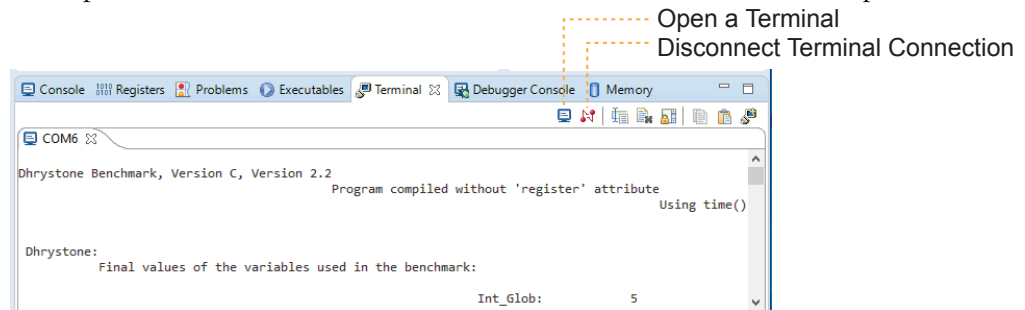 Open a Terminal
Disconnect Terminal Connection
Console Registers Problems Executables Terminal Debugger Console Memory
COM6
Dhrystone Benchmark, Version C, Version 2.2
Program compiled without 'register' attribute
Using time()
Dhrystone:
Final values of the variables used in the benchmark:
Int_Glob: 5